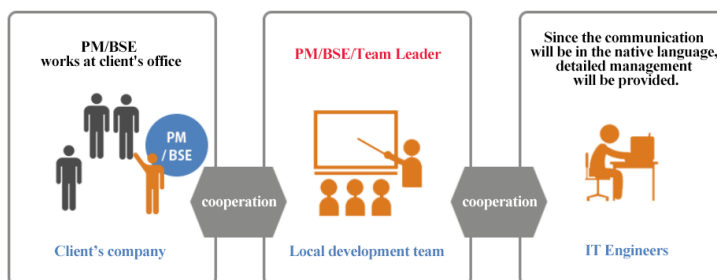 PM/BSE
works at client's office
PM
/ BSE
Client's company
cooperation
PM/BSE/Team Leader
Local development team
cooperation
Since the communication
will be in the native language,
detailed management
will be provided.
IT Engineers